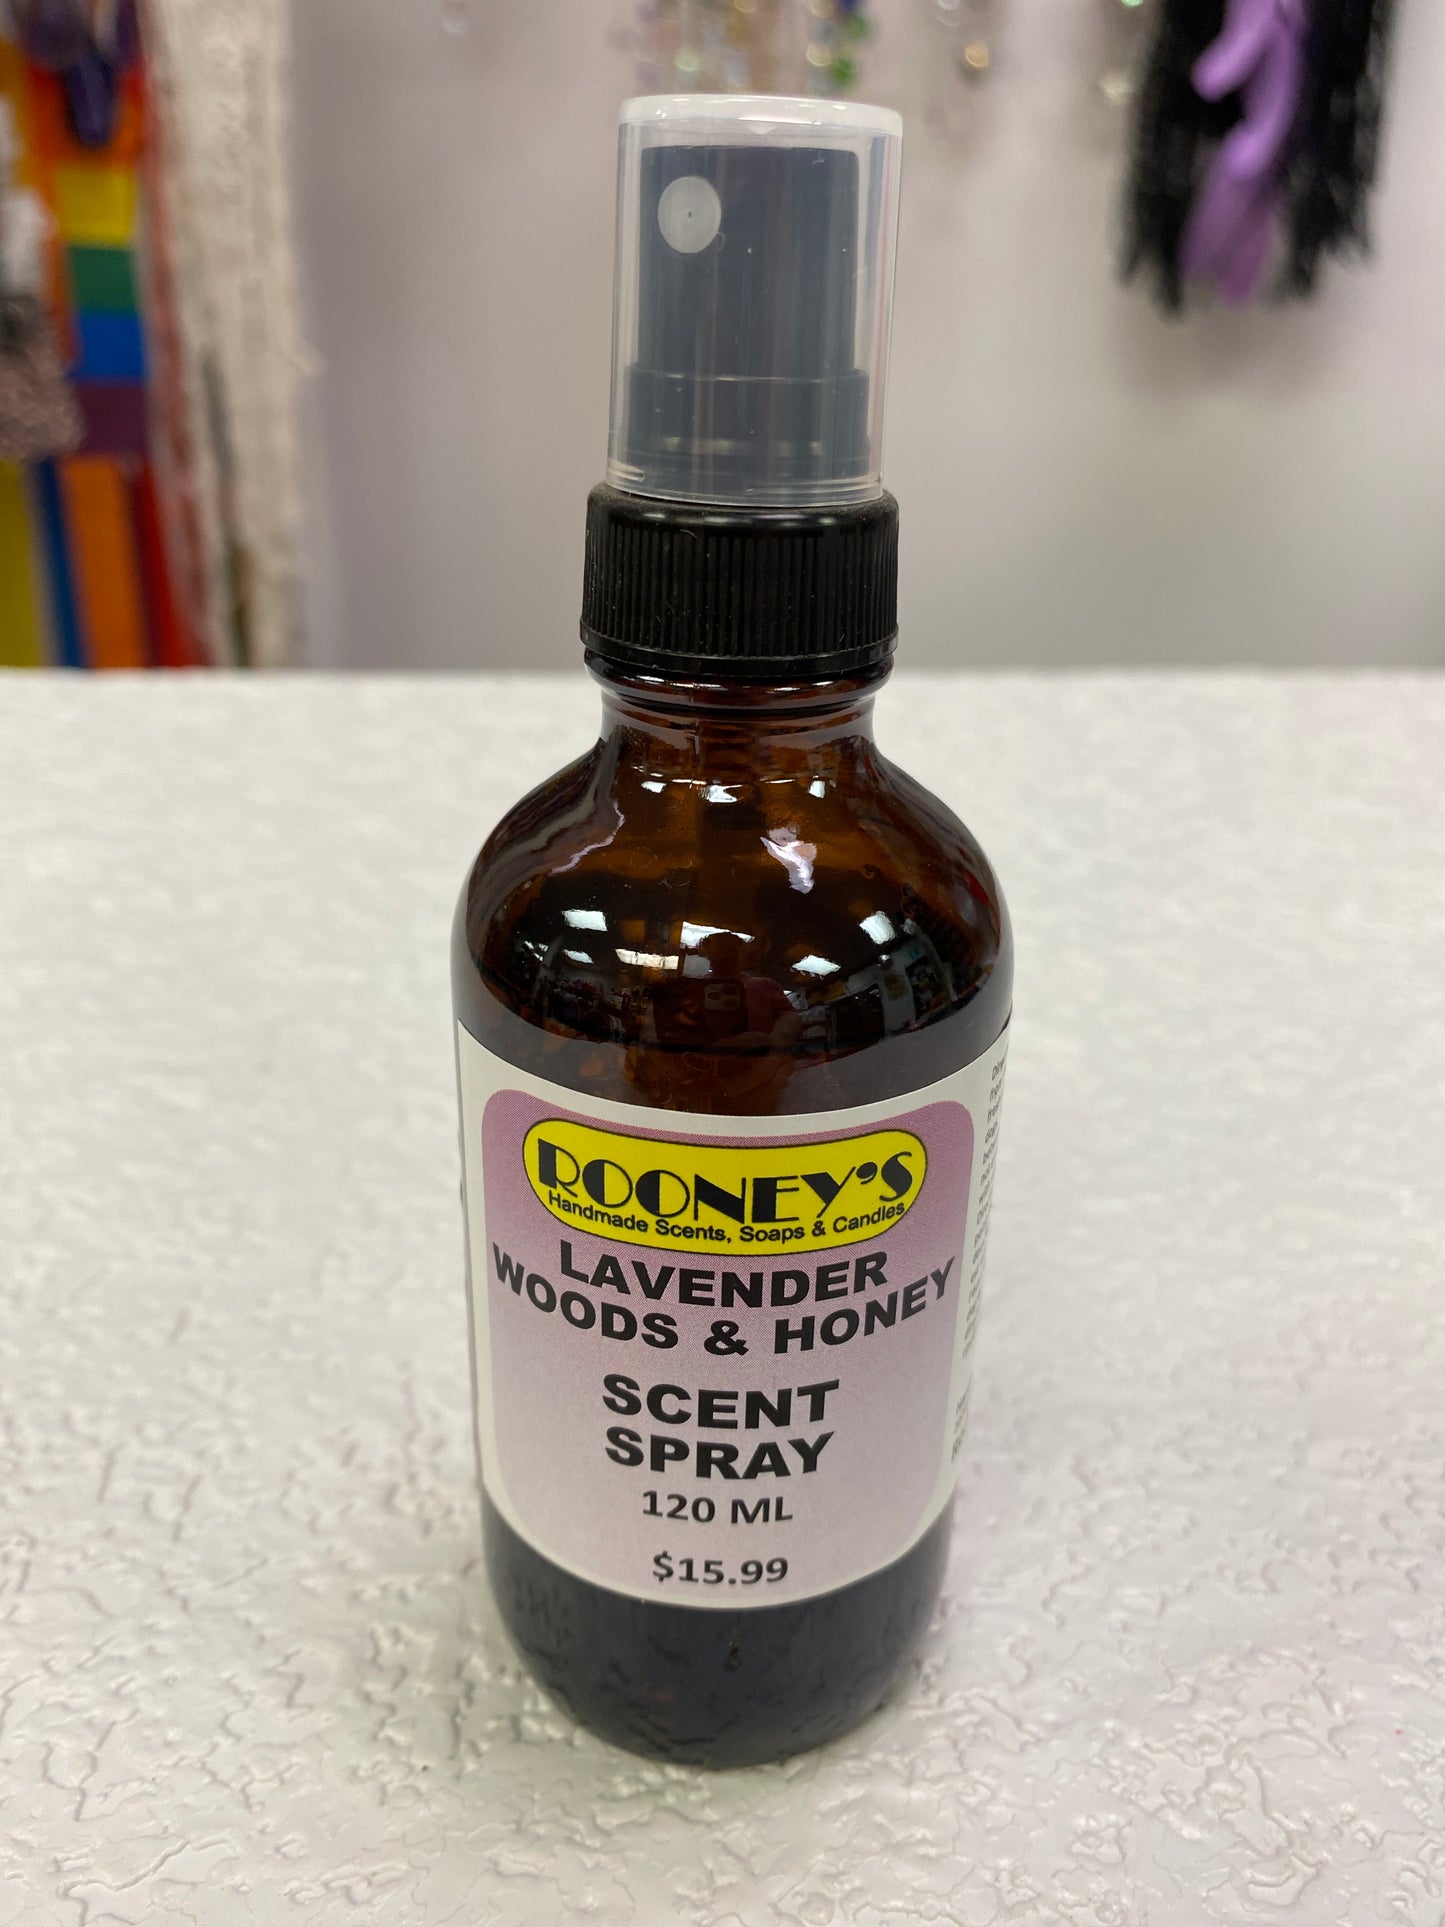 ROONEY'S
Handmade Scents, Soaps & Candles
LAVENDER
WOODS & HONEY
SCENT
SPRAY
120 ML
$15.99